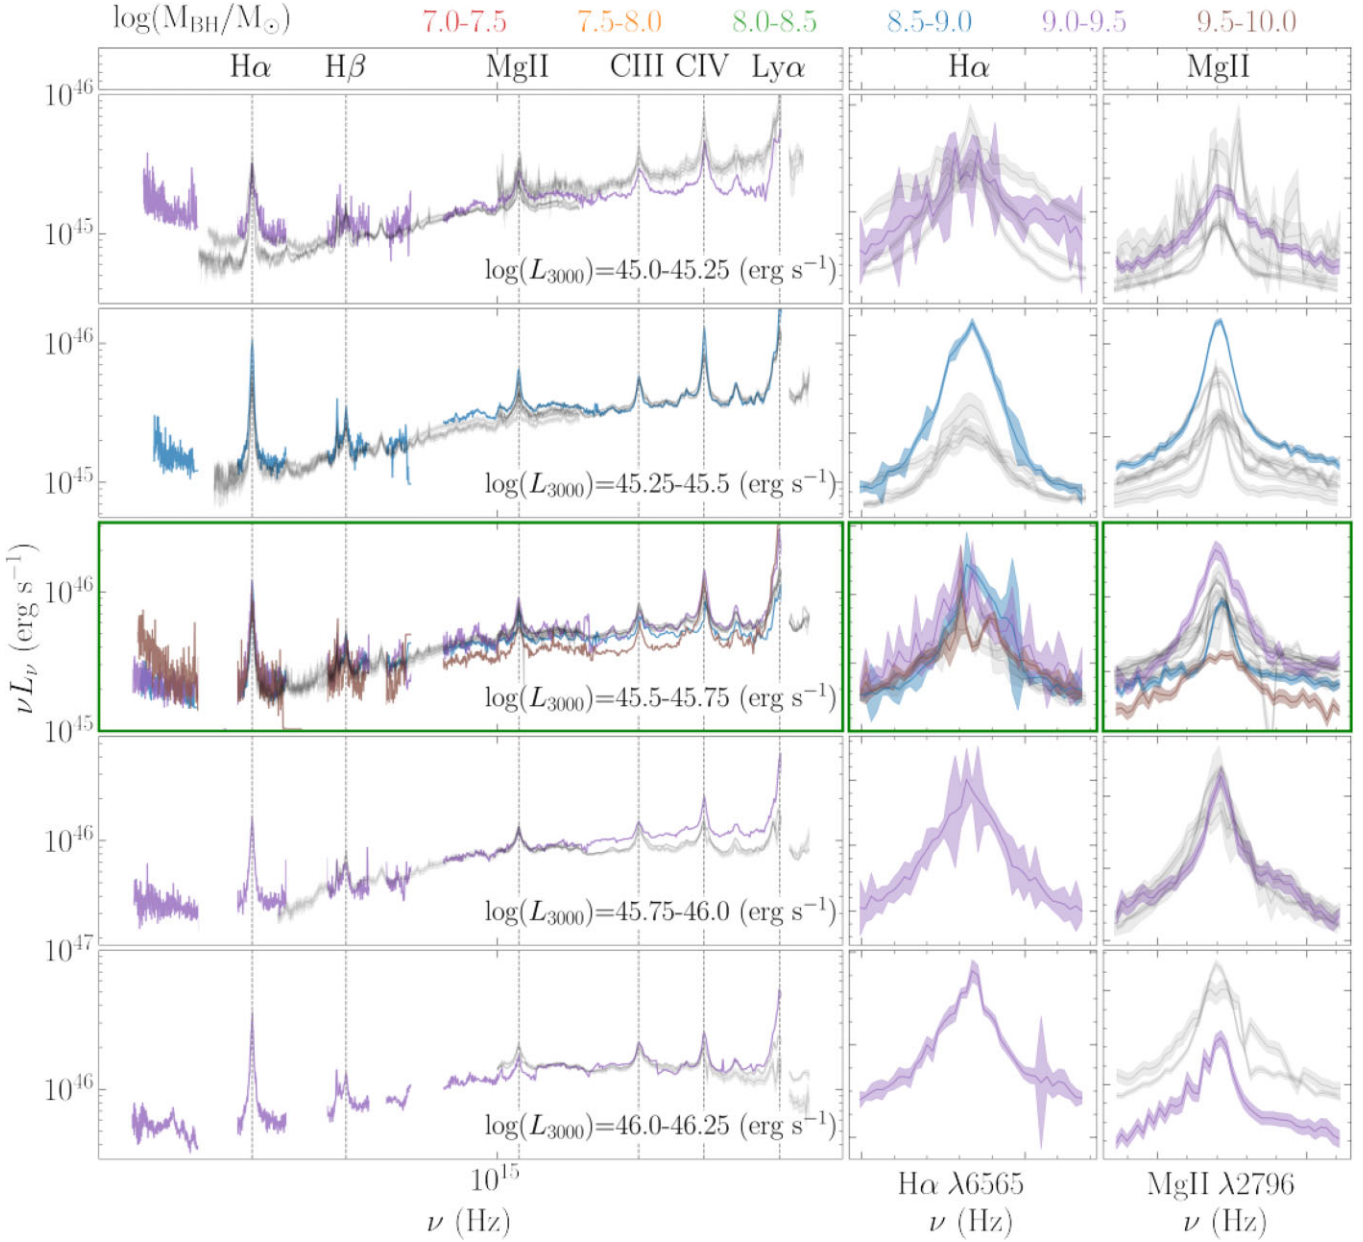 log(M_BH/M_⊙) 7.0-7.5 7.5-8.0 8.0-8.5 8.5-9.0 9.0-9.5 9.5-10.0
Hα Hβ MgII CIII CIV Lyα Hα MgII
10^46
10^15
log(L_3000)=45.0-45.25 (erg s^−1)
10^46
10^15
log(L_3000)=45.25-45.5 (erg s^−1)
νL_ν (erg s^−1)
10^46
log(L_3000)=45.5-45.75 (erg s^−1)
10^45
10^46
log(L_3000)=45.75-46.0 (erg s^−1)
10^47
10^46
log(L_3000)=46.0-46.25 (erg s^−1)
10^15 Hα λ6565 MgII λ2796
ν (Hz) ν (Hz) ν (Hz)